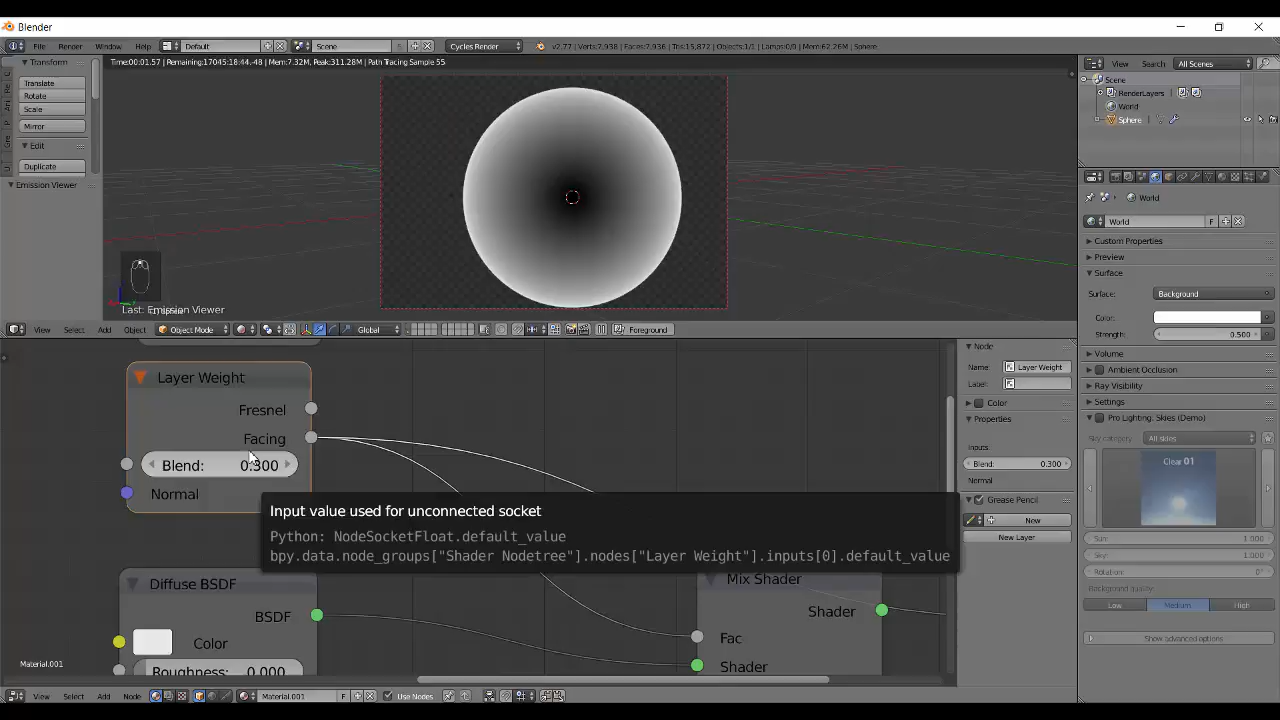 Blender
File Render Window Help Default Scene Cycles Render v2.77 | Verts:7,938 | Faces:7,936 | Tris:15,872 | Objects:1/1 | Lamps:0/0 | Mem:62.26M | Sphere
Time:00:01.57 | Remaining:17045:18:44.-48 | Mem:7.32M, Peak:311.28M | Path Tracing Sample 55
Transform
Translate
Rotate
Scale
Mirror
Edit
Duplicate
Emission Viewer
Last: Emission Viewer
View Select Add Object Object Mode Global Foreground
View Search All Scenes
Scene
RenderLayers
World
Sphere
World
World F
Custom Properties
Preview
Surface
Surface: Background
Color:
Strength: 0.500
Volume
Ambient Occlusion
Ray Visibility
Settings
Pro Lighting: Skies (Demo)
Sky category All skies
Clear 01
Sun: 1.000
Sky: 1.000
Rotation: 0°
Background quality:
Low Medium High
Show advanced options
Layer Weight
Fresnel
Facing
Blend: 0.300
Normal
Input value used for unconnected socket
Python: NodeSocketFloat.default_value
bpy.data.node_groups["Shader Nodetree"].nodes["Layer Weight"].inputs[0].default_value
Diffuse BSDF
BSDF
Color
Roughness: 0.000
Mix Shader
Shader
Fac
Shader
Material.001
Node
Name: Layer Weight
Label:
Color
Properties
Inputs
Blend: 0.300
Normal
Grease Pencil
New
New Layer
View Select Add Node Material.001 F Use Nodes